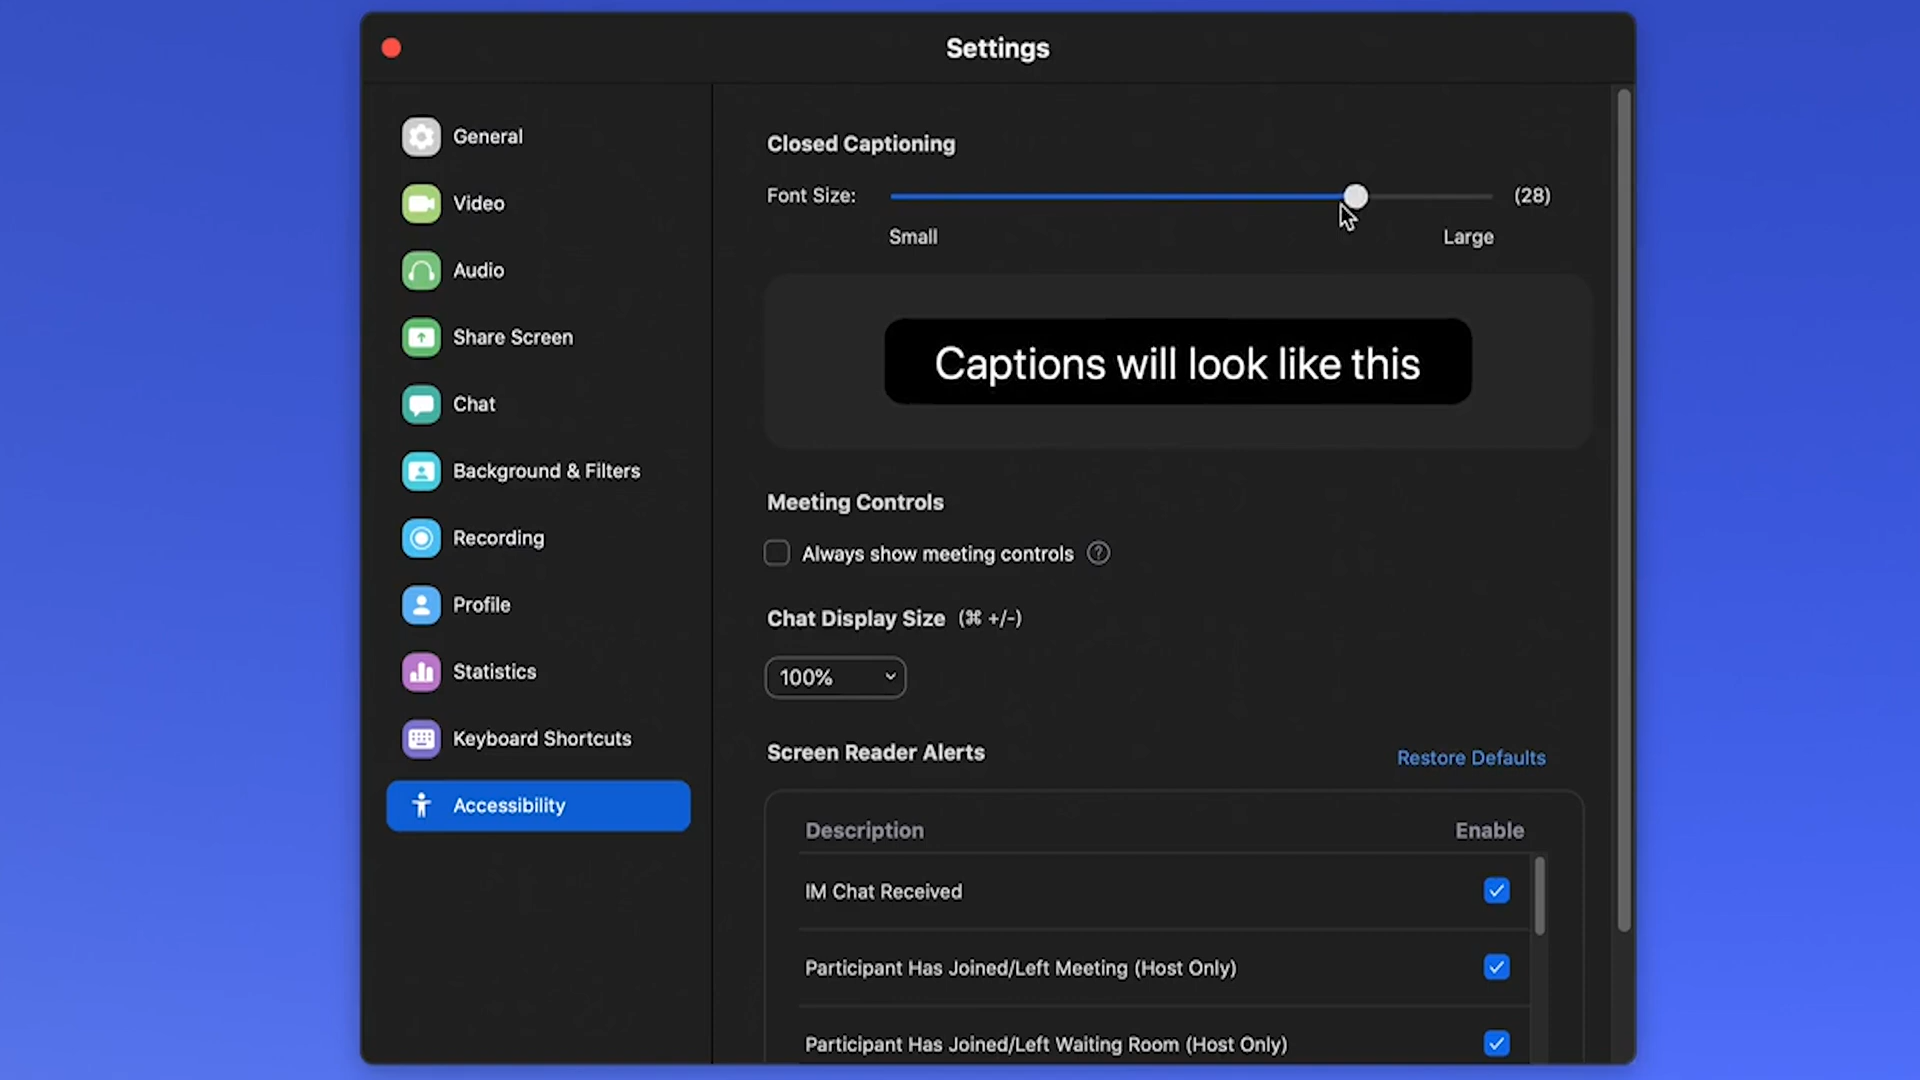 Settings
General
Video
Audio
Share Screen
Chat
Background & Filters
Recording
Profile
Statistics
Keyboard Shortcuts
Accessibility
Closed Captioning
Font Size: (28)
Small Large
Captions will look like this
Meeting Controls
Always show meeting controls ?
Chat Display Size (⌘ +/-)
100%
Screen Reader Alerts Restore Defaults
Description Enable
IM Chat Received
Participant Has Joined/Left Meeting (Host Only)
Participant Has Joined/Left Waiting Room (Host Only)